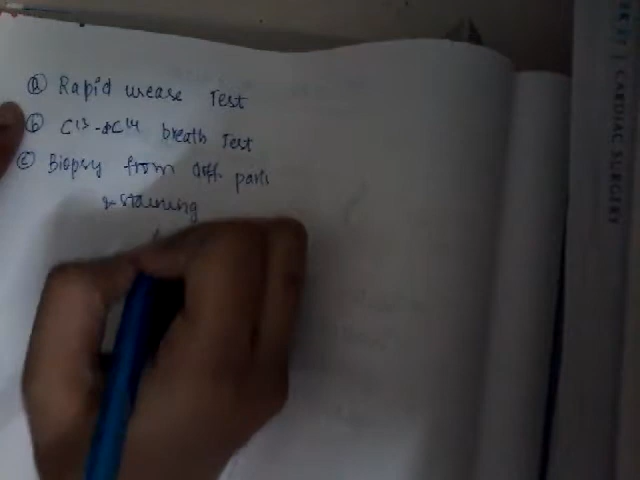 (a) Rapid urease Test
(b) C13 - & C14 breath Test
(c) Biopsy from diff. parts
& staining
CARDIAC SURGERY